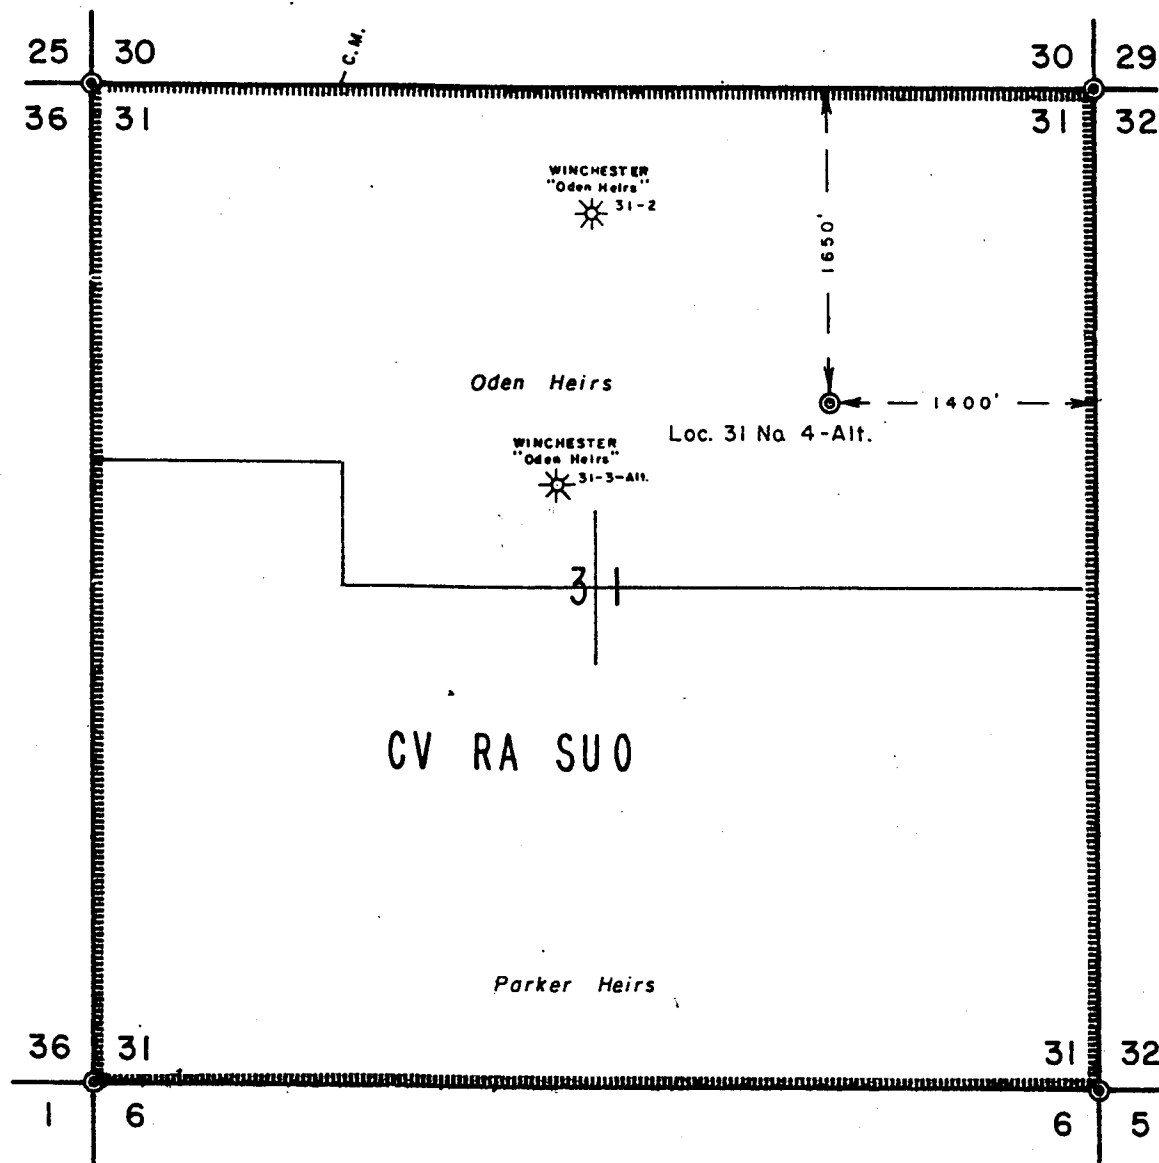 C. M.
25 30
30 29
36 31
31 32
WINCHESTER
"Oden Heirs"
31-2
1650'
Oden Heirs
1400'
Loc. 31 No. 4-Alt.
WINCHESTER
"Oden Heirs"
31-3-Alt.
31
CV RA SUO
Parker Heirs
36 31
31 32
1 6
6 5